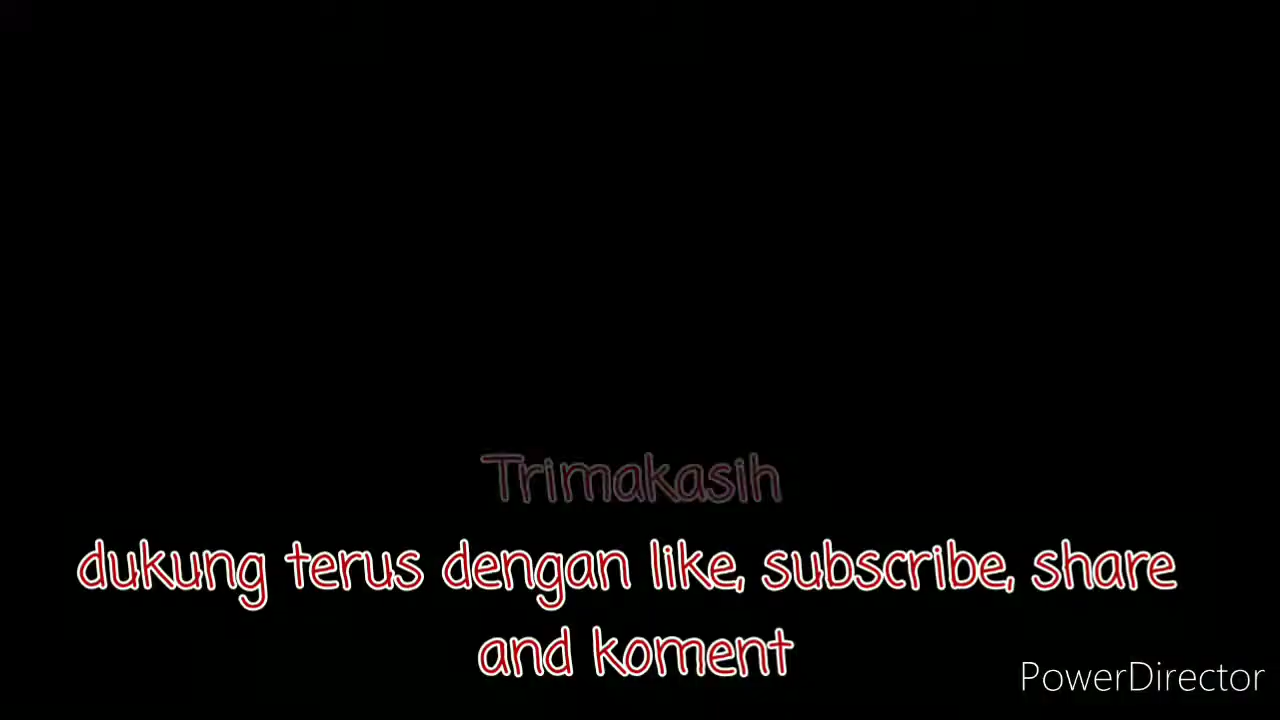 Trimakasih
dukung terus dengan like, subscribe, share
and koment
PowerDirector